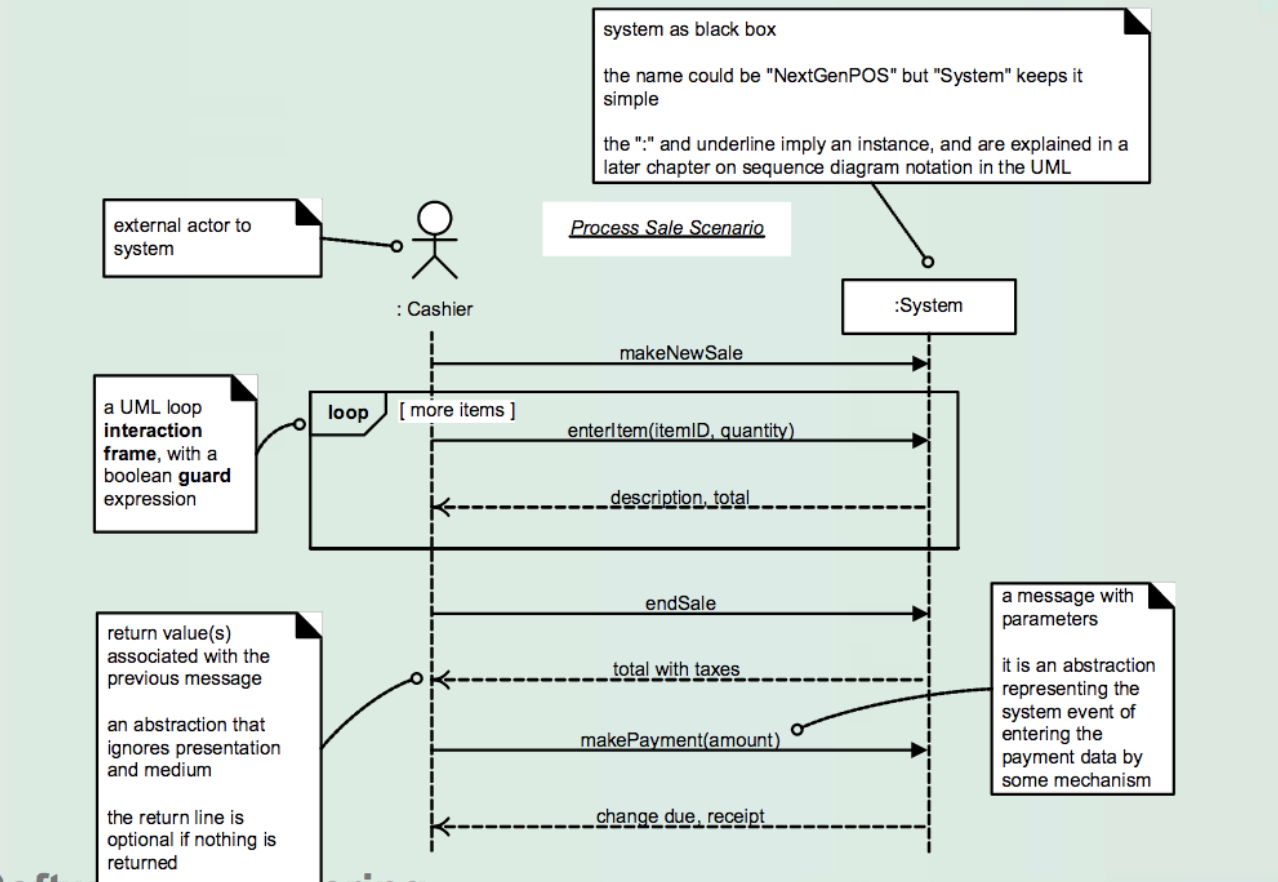 system as black box
the name could be "NextGenPOS" but "System" keeps it
simple
the ":" and underline imply an instance, and are explained in a
later chapter on sequence diagram notation in the UML
external actor to
system
Process Sale Scenario
: Cashier
:System
makeNewSale
a UML loop
interaction
frame, with a
boolean guard
expression
loop
[ more items ]
enterItem(itemID, quantity)
description, total
endSale
a message with
parameters
it is an abstraction
representing the
system event of
entering the
payment data by
some mechanism
return value(s)
associated with the
previous message
an abstraction that
ignores presentation
and medium
the return line is
optional if nothing is
returned
total with taxes
makePayment(amount)
change due, receipt